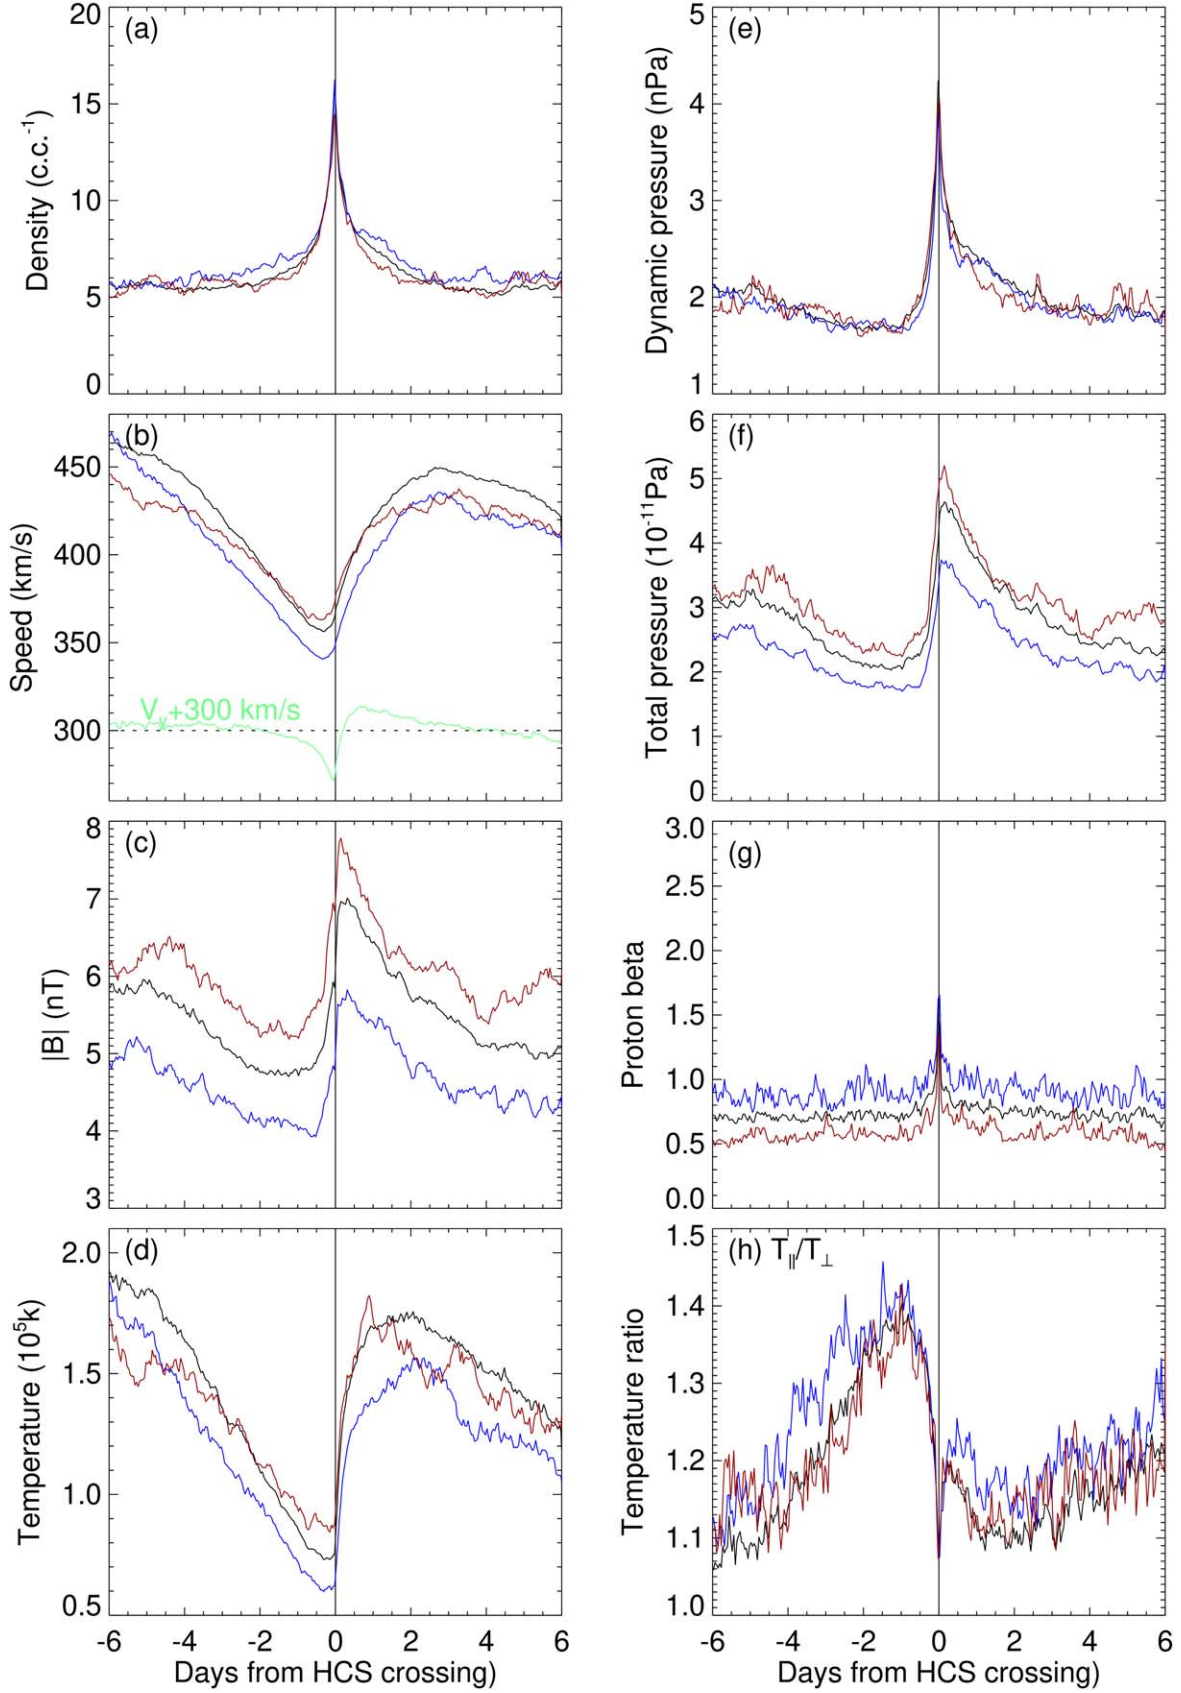 (a)
Density (c.c.⁻¹)
20
15
10
5
0
(b)
Speed (km/s)
450
400
350
300
Vy+300 km/s
(c)
|B| (nT)
8
7
6
5
4
3
(d)
Temperature (10⁵k)
2.0
1.5
1.0
0.5
-6 -4 -2 0 2 4 6
Days from HCS crossing)
(e)
Dynamic pressure (nPa)
5
4
3
2
1
(f)
Total pressure (10⁻¹¹Pa)
6
5
4
3
2
1
0
(g)
Proton beta
3.0
2.5
2.0
1.5
1.0
0.5
0.0
(h) T||/T⊥
Temperature ratio
1.5
1.4
1.3
1.2
1.1
1.0
-6 -4 -2 0 2 4 6
Days from HCS crossing)